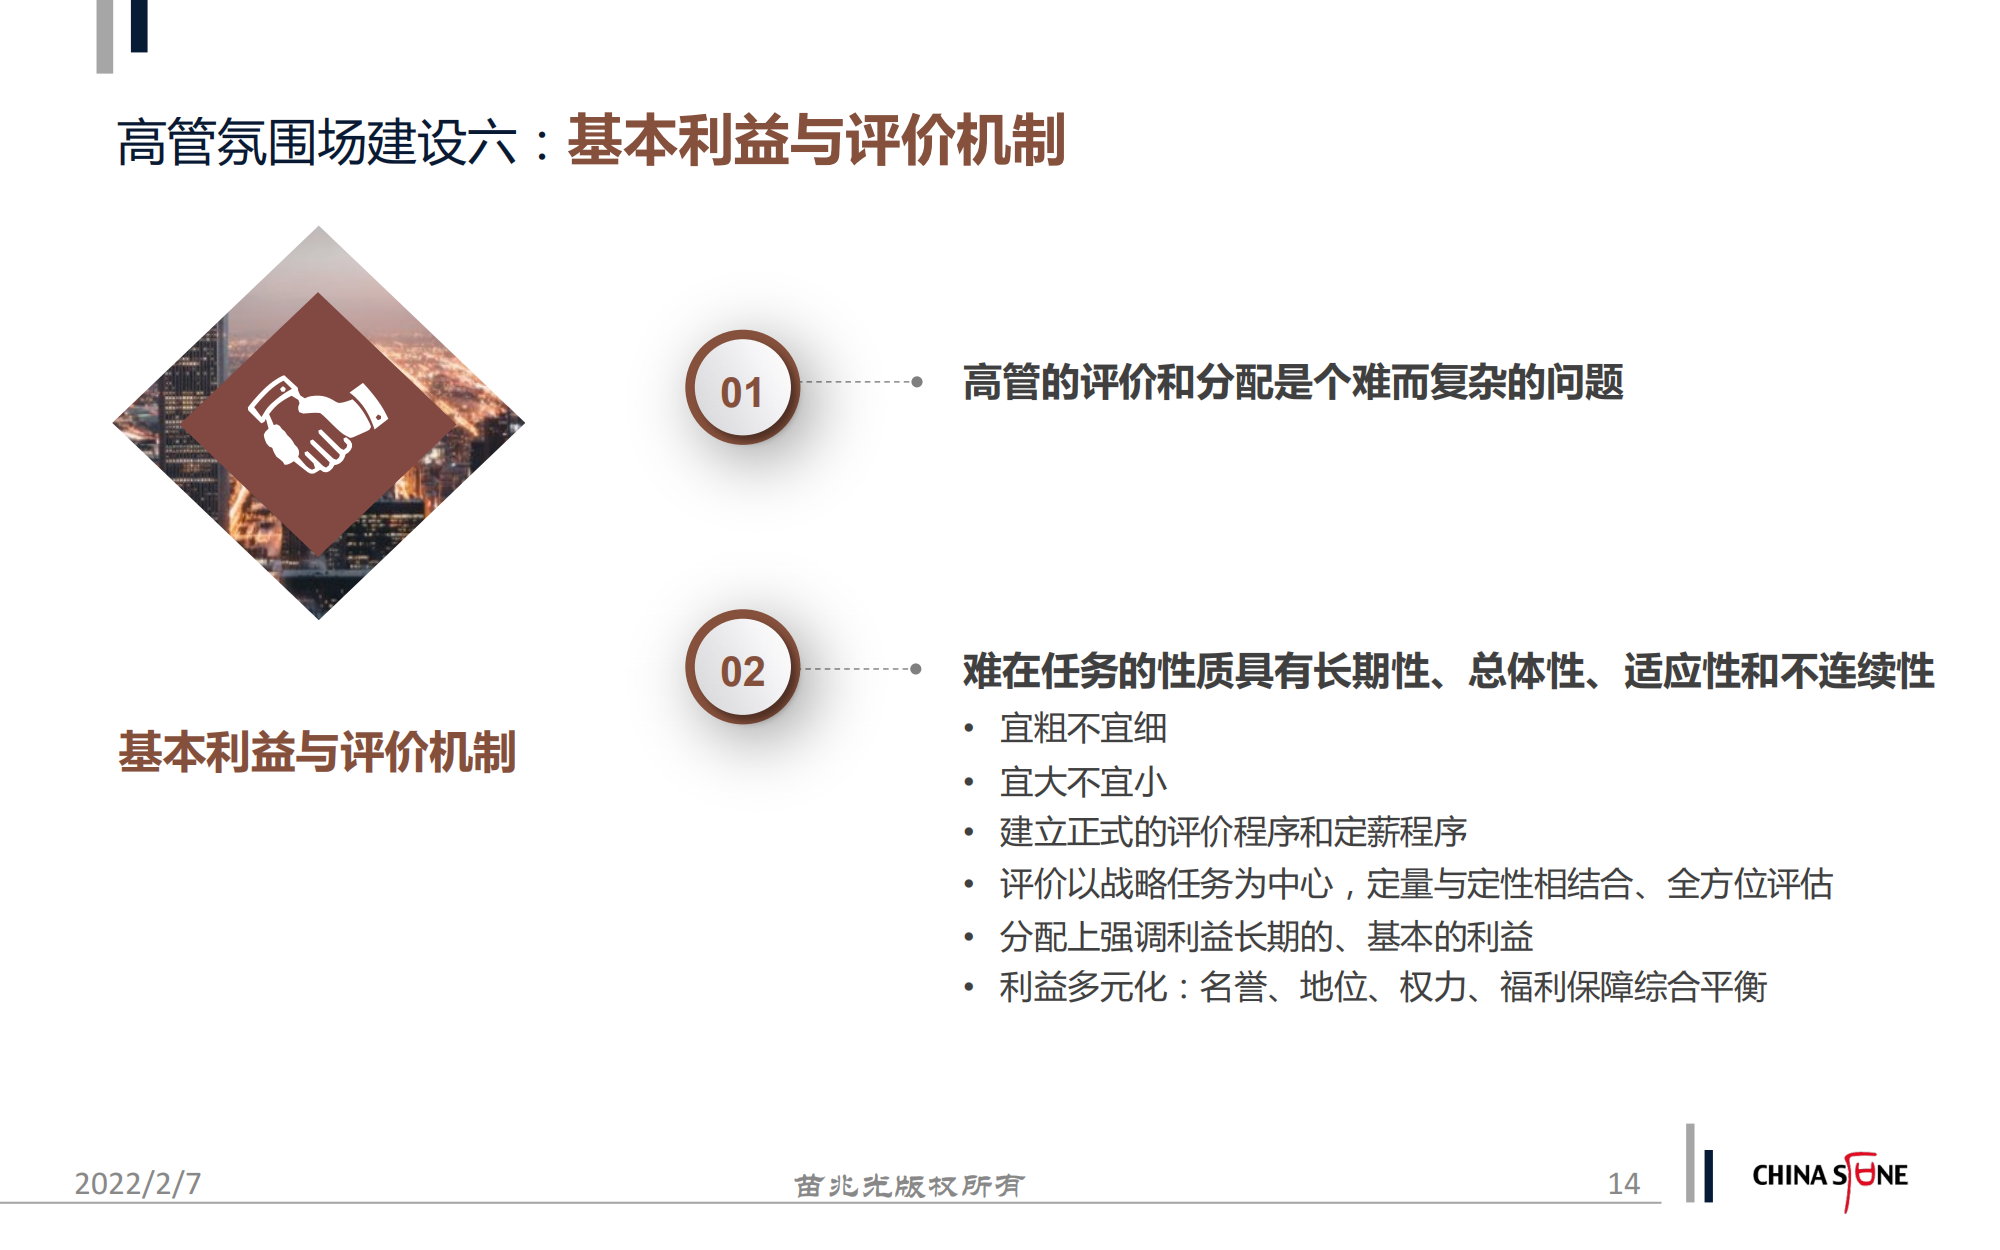 高管氛围场建设六：基本利益与评价机制
01
高管的评价和分配是个难而复杂的问题
02
难在任务的性质具有长期性、总体性、适应性和不连续性
• 宜粗不宜细
• 宜大不宜小
• 建立正式的评价程序和定薪程序
• 评价以战略任务为中心，定量与定性相结合、全方位评估
• 分配上强调利益长期的、基本的利益
• 利益多元化：名誉、地位、权力、福利保障综合平衡
基本利益与评价机制
2022/2/7
苗兆光版权所有
14
CHINA STONE